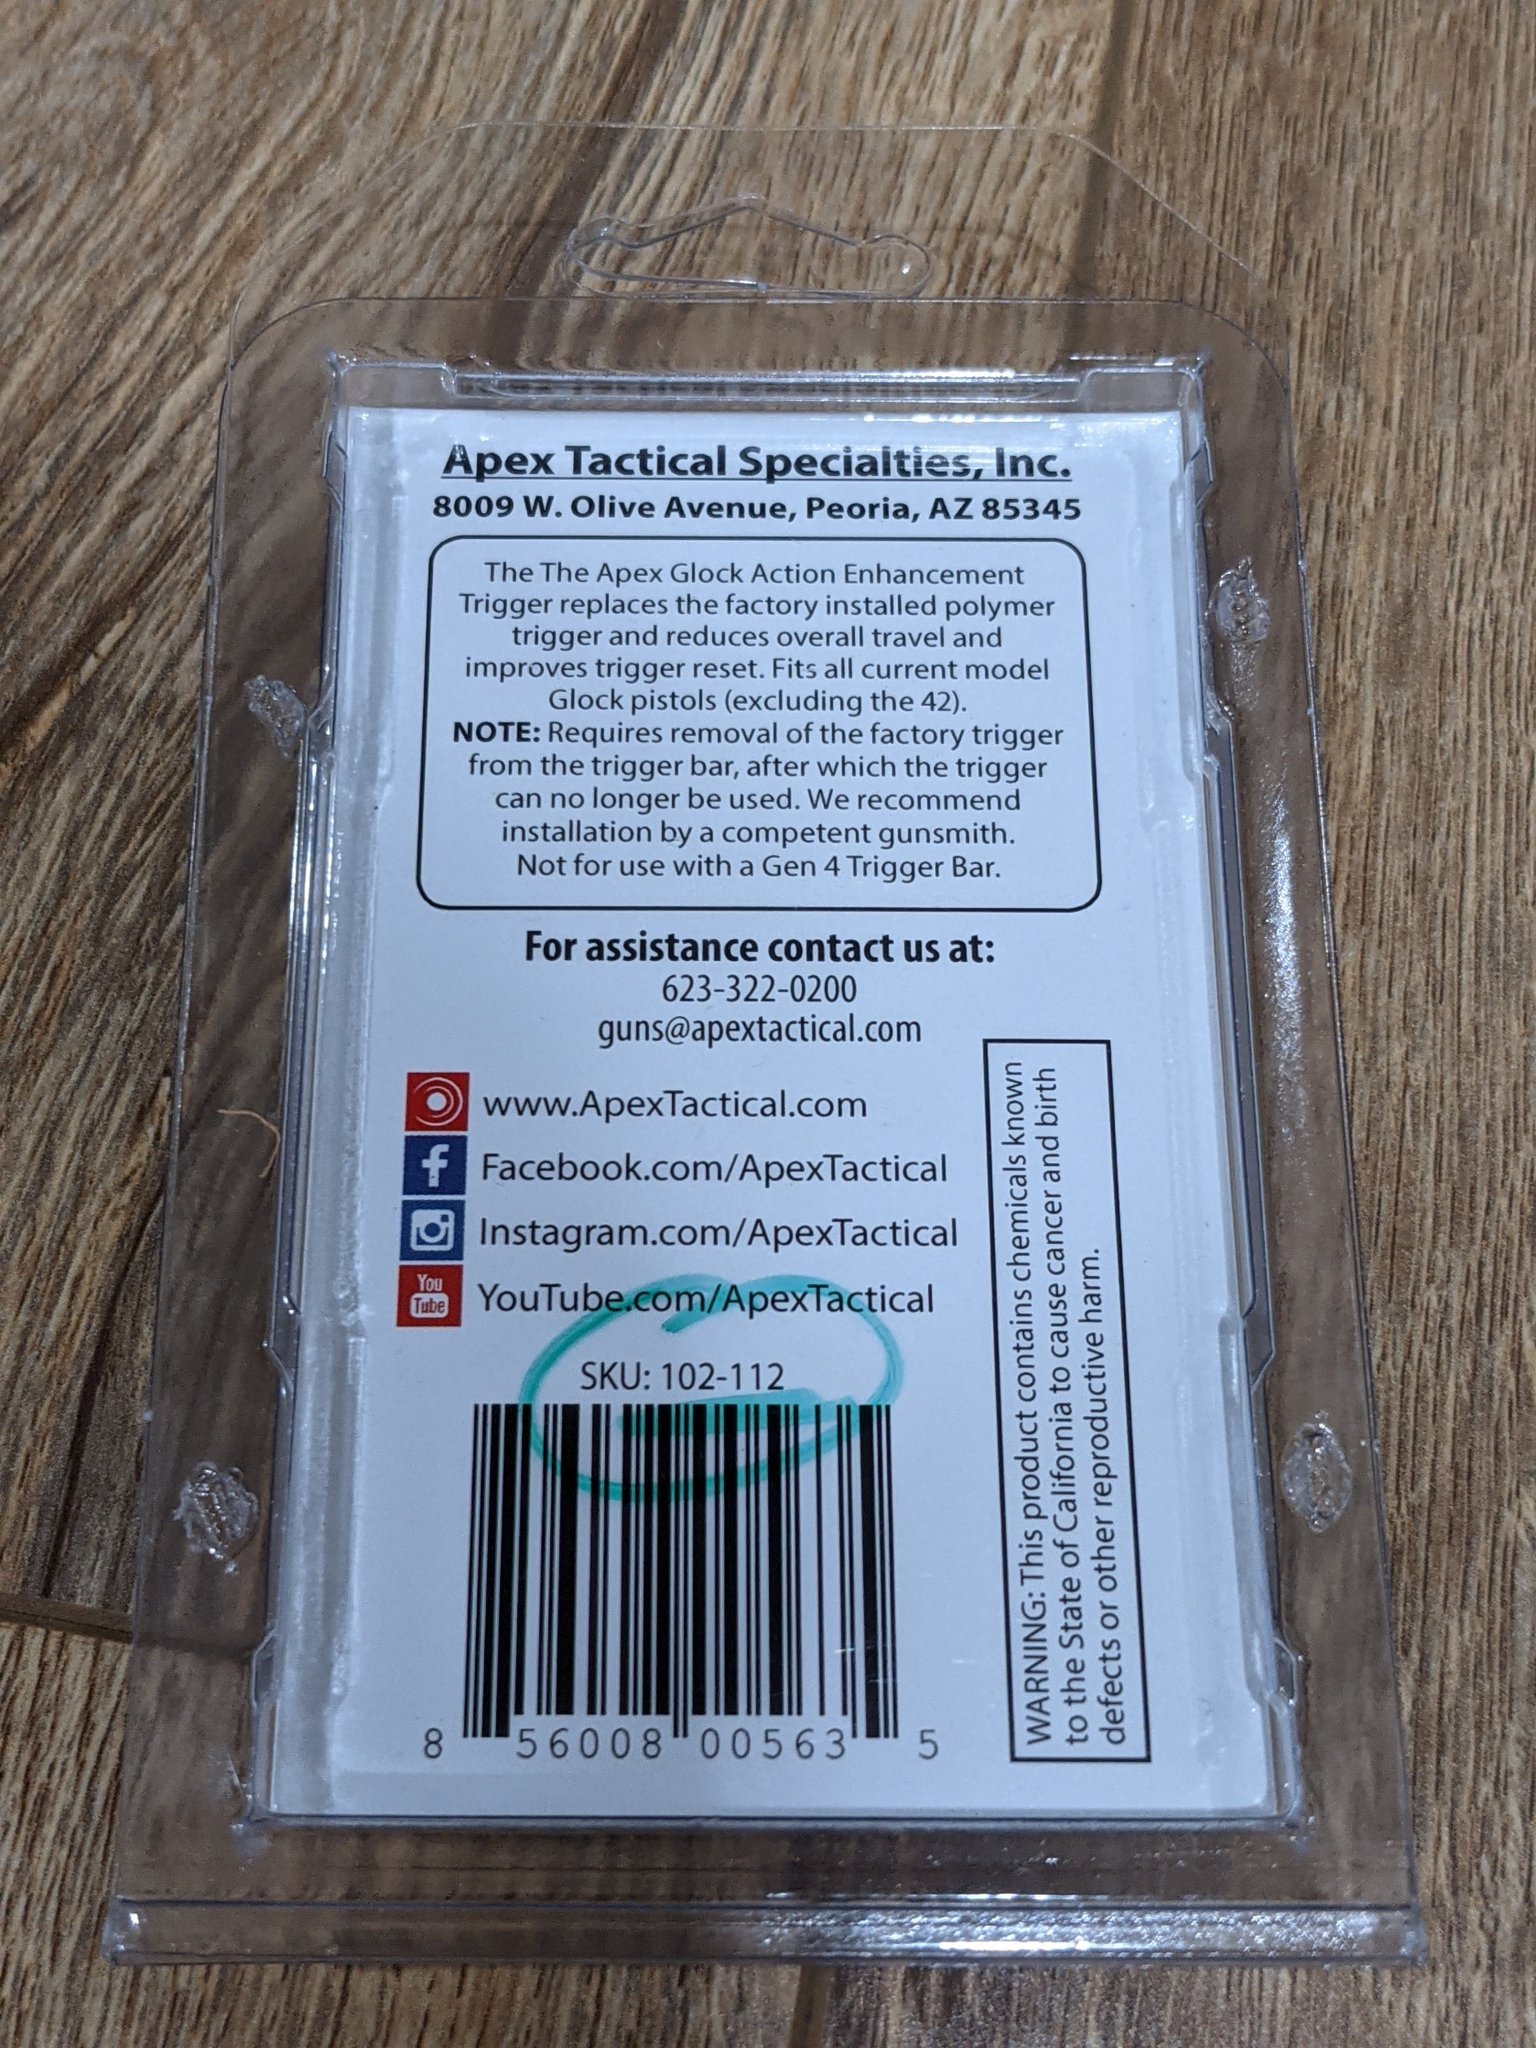 Apex Tactical Specialties, Inc.
8009 W. Olive Avenue, Peoria, AZ 85345
The The Apex Glock Action Enhancement
Trigger replaces the factory installed polymer
trigger and reduces overall travel and
improves trigger reset. Fits all current model
Glock pistols (excluding the 42).
NOTE: Requires removal of the factory trigger
from the trigger bar, after which the trigger
can no longer be used. We recommend
installation by a competent gunsmith.
Not for use with a Gen 4 Trigger Bar.
For assistance contact us at:
623-322-0200
guns@apextactical.com
www.ApexTactical.com
f Facebook.com/ApexTactical
Instagram.com/ApexTactical
You
Tube
YouTube.com/ApexTactical
SKU: 102-112
8 56008 00563 5
WARNING: This product contains chemicals known
to the State of California to cause cancer and birth
defects or other reproductive harm.